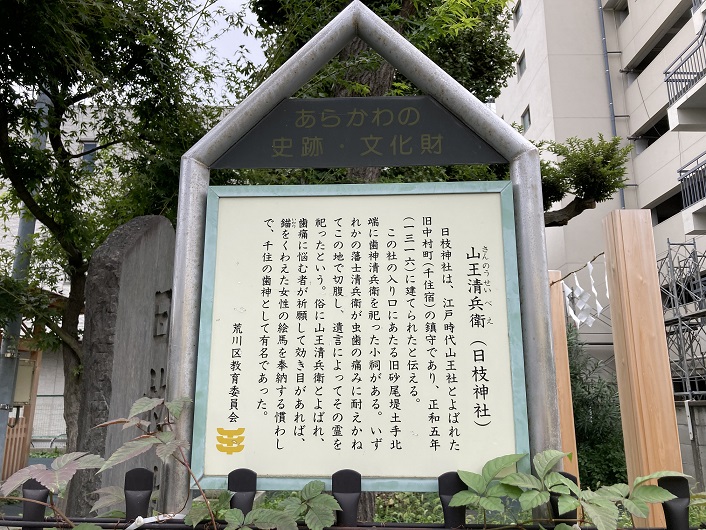 あらかわの
史跡・文化財
さんのうせいべえ
山王清兵衛(日枝神社)
日枝神社は、江戸時代山王社とよばれた
旧中村町(千住宿)の鎮守であり、正和五年
(一三一六)に建てられたと伝える。
この社の入り口にあたる旧砂尾堤土手北
端に歯神清兵衛を祀った小祠がある。いず
れかの藩士清兵衛が虫歯の痛みに耐えかね
てこの地で切腹し、遺言によってその霊を
祀ったという。俗に山王清兵衛とよばれ、
歯痛に悩む者が祈願して効き目があれば、
いかり
錨をくわえた女性の絵馬を奉納する慣わし
で、千住の歯神として有名であった。
荒川区教育委員会
日